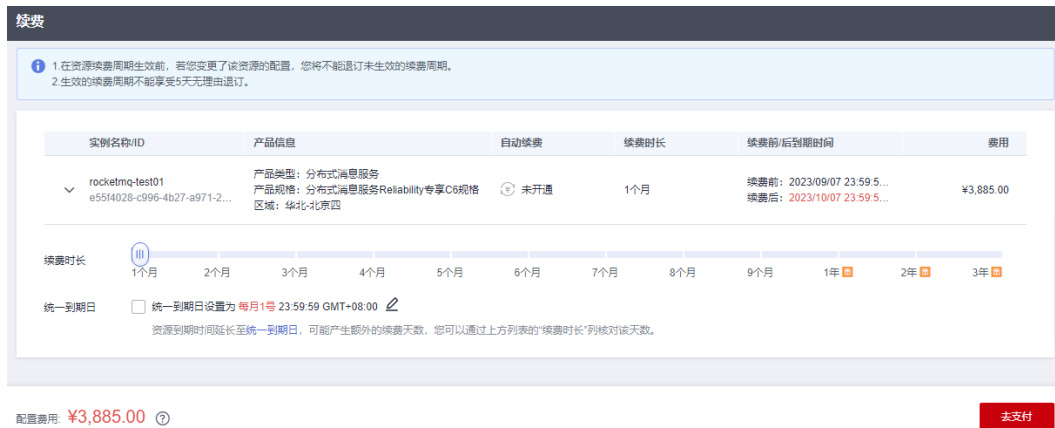 续费
1.在资源续费周期生效前，若您变更了该资源的配置，您将不能退订未生效的续费周期。
2.生效的续费周期不能享受5天无理由退订。
实例名称/ID 产品信息 自动续费 续费时长 续费前/后到期时间 费用
rocketmq-test01
e55f4028-c996-4b27-a971-2...
产品类型：分布式消息服务
产品规格：分布式消息服务Reliability专享C6规格
区域：华北-北京四
未开通
1个月
续费前：2023/09/07 23:59:5...
续费后：2023/10/07 23:59:5...
¥3,885.00
续费时长
1个月 2个月 3个月 4个月 5个月 6个月 7个月 8个月 9个月 1年 2年 3年
统一到期日 统一到期日设置为 每月1号 23:59:59 GMT+08:00
资源到期时间延长至统一到期日，可能产生额外的续费天数，您可以通过上方列表的“续费时长”列核对该天数。
配置费用: ¥3,885.00
去支付